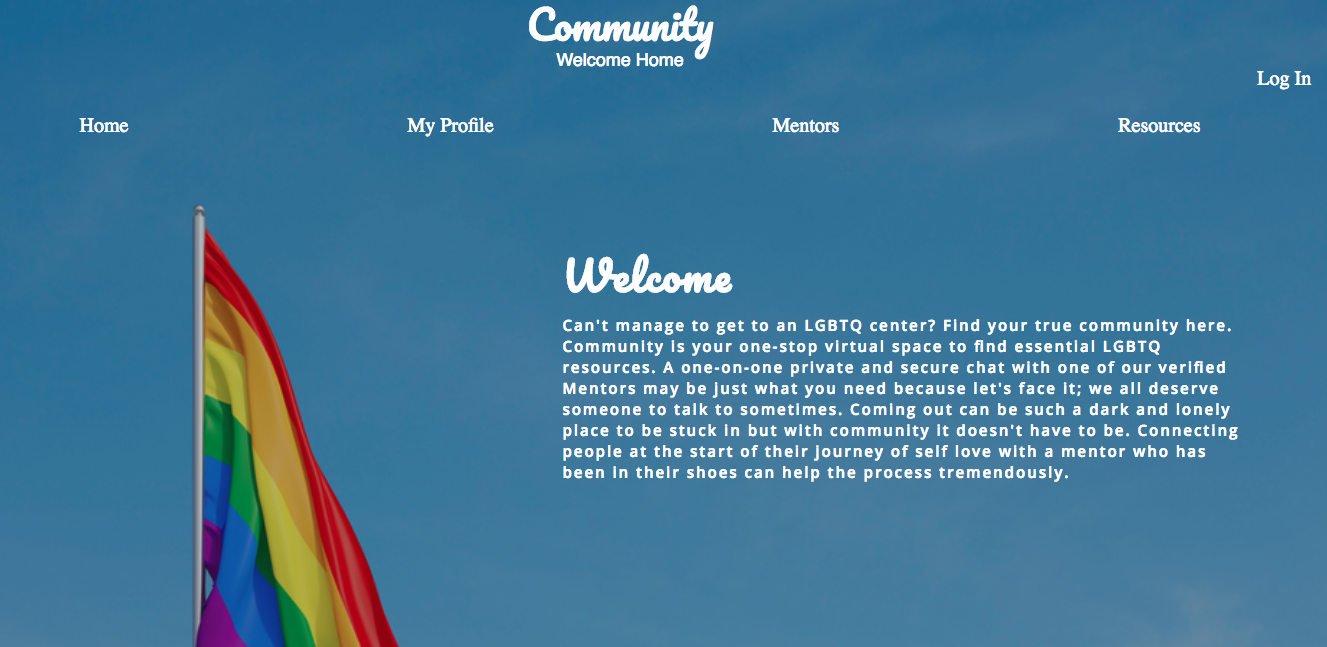 Community
Welcome Home
Log In
Home My Profile Mentors Resources
Welcome
Can't manage to get to an LGBTQ center? Find your true community here.
Community is your one-stop virtual space to find essential LGBTQ
resources. A one-on-one private and secure chat with one of our verified
Mentors may be just what you need because let's face it; we all deserve
someone to talk to sometimes. Coming out can be such a dark and lonely
place to be stuck in but with community it doesn't have to be. Connecting
people at the start of their journey of self love with a mentor who has
been in their shoes can help the process tremendously.